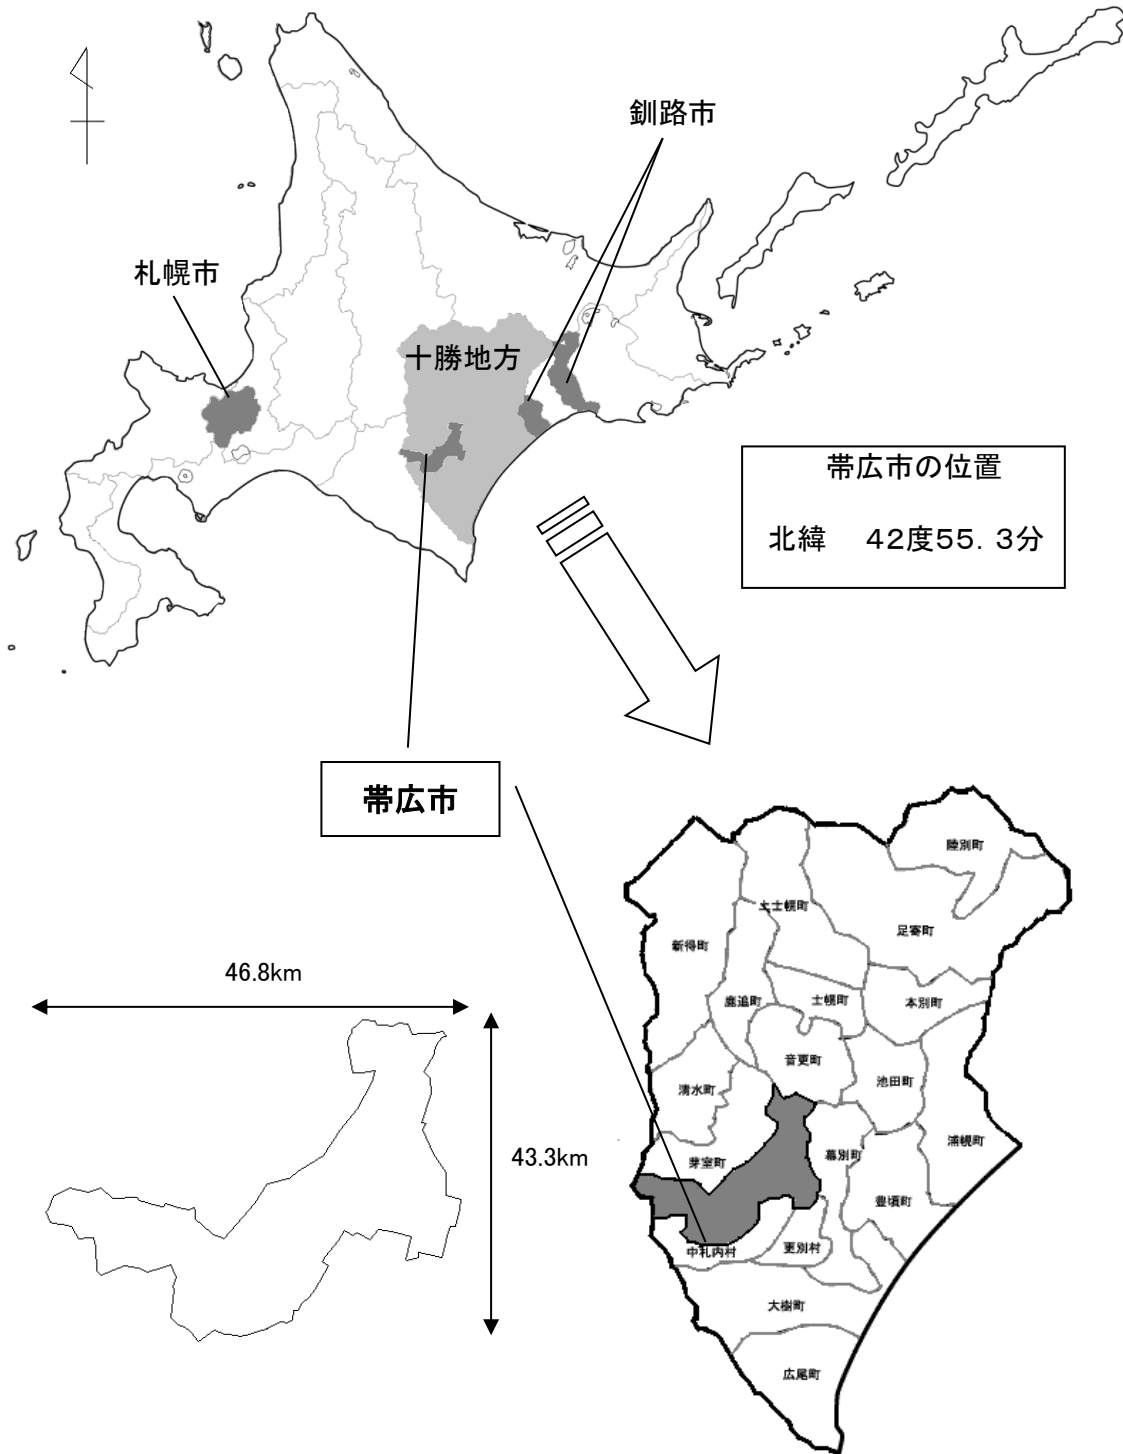 釧路市
札幌市
十勝地方
帯広市の位置
北緯　42度55．3分
帯広市
陸別町
上士幌町
足寄町
新得町
鹿追町
士幌町
本別町
音更町
池田町
清水町
浦幌町
幕別町
芽室町
豊頃町
更別村
中札内村
大樹町
広尾町
46.8km
43.3km